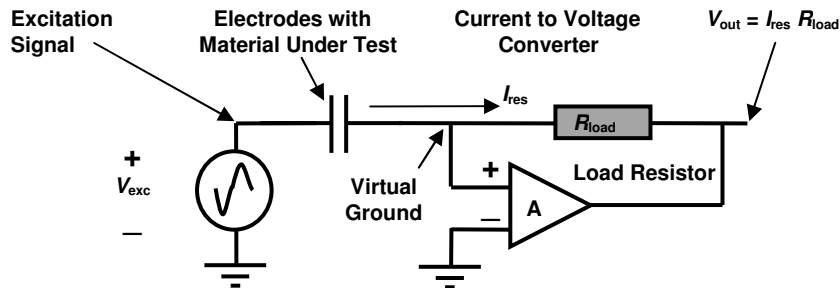 Excitation
Signal
Electrodes with
Material Under Test
Current to Voltage
Converter
Vout = Ires Rload
Ires
Rload
+
Vexc
_
Virtual
Ground
+
_
A
Load Resistor